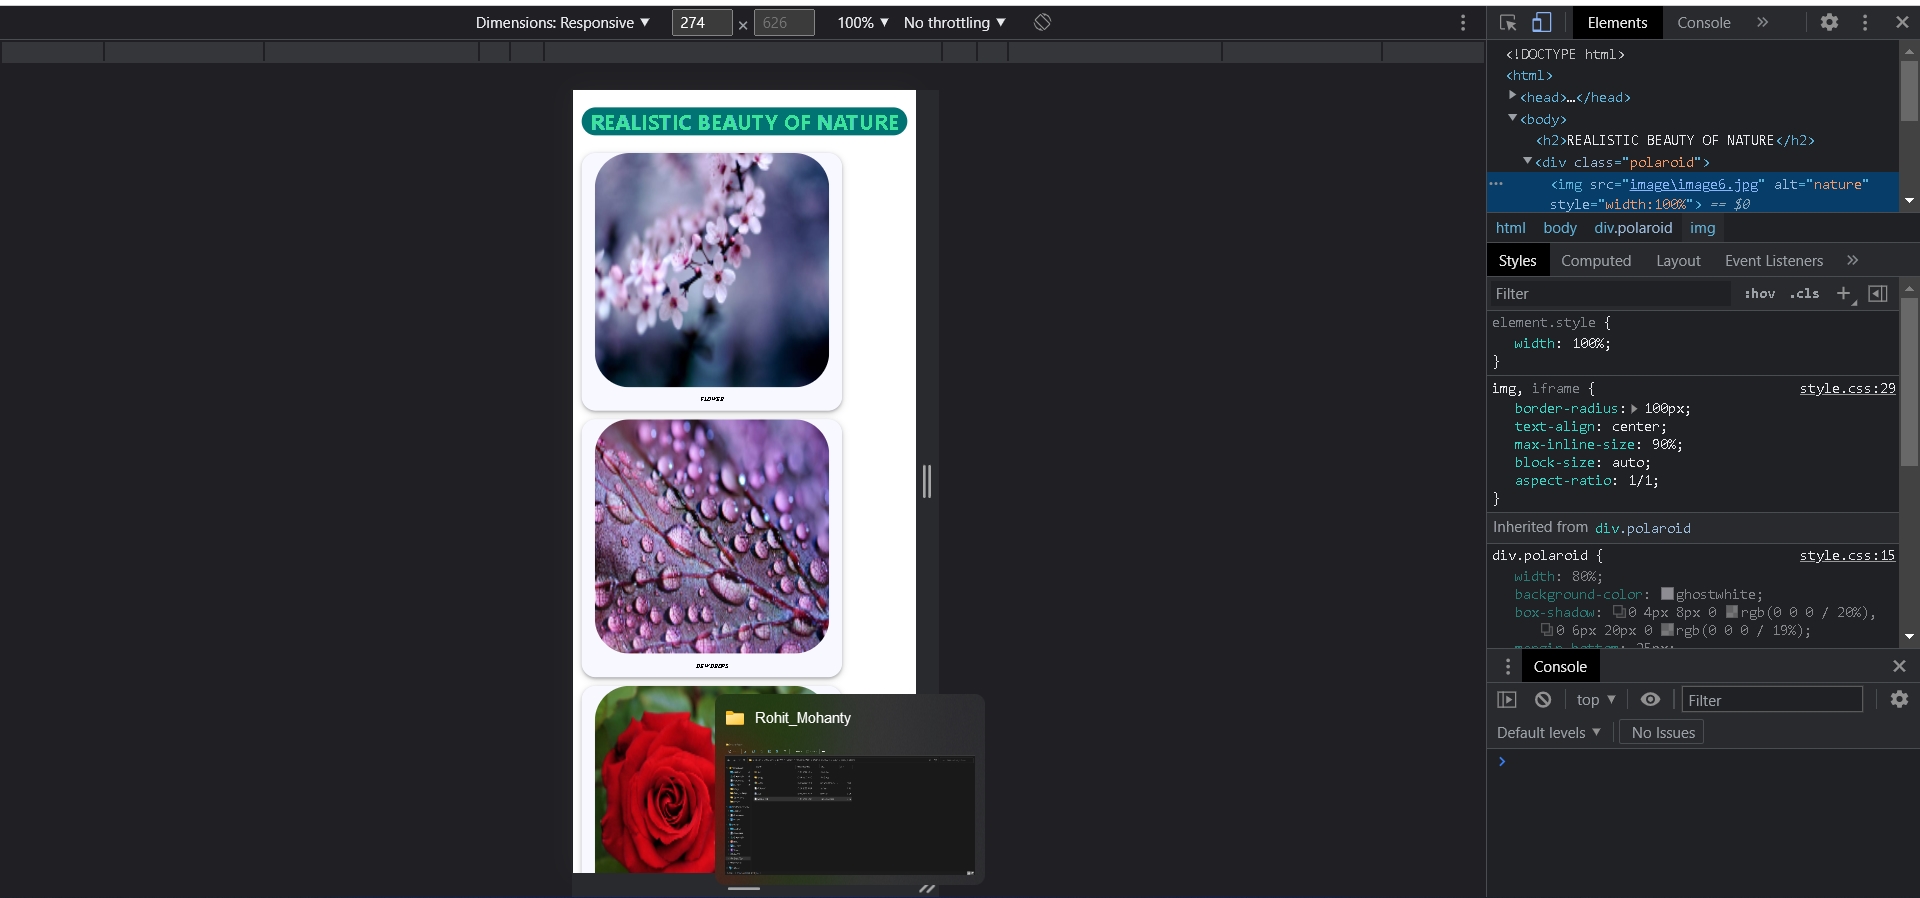 Dimensions: Responsive ▼ 274 × 626 100% ▼ No throttling ▼
Elements Console »
<!DOCTYPE html>
<html>
<head>…</head>
<body>
<h2>REALISTIC BEAUTY OF NATURE</h2>
<div class="polaroid">
<img src="image\image6.jpg" alt="nature"
style="width:100%"> == $0
html body div.polaroid img
Styles Computed Layout Event Listeners »
Filter :hov .cls +
element.style {
width: 100%;
}
img, iframe { style.css:29
border-radius: 100px;
text-align: center;
max-inline-size: 90%;
block-size: auto;
aspect-ratio: 1/1;
}
Inherited from div.polaroid
div.polaroid { style.css:15
width: 80%;
background-color: ghostwhite;
box-shadow: 0 4px 8px 0 rgb(0 0 0 / 20%),
0 6px 20px 0 rgb(0 0 0 / 19%);
margin-bottom: 25px;
Console
top ▼ Filter
Default levels ▼ No Issues
REALISTIC BEAUTY OF NATURE
FLOWER
DEWDROPS
Rohit_Mohanty